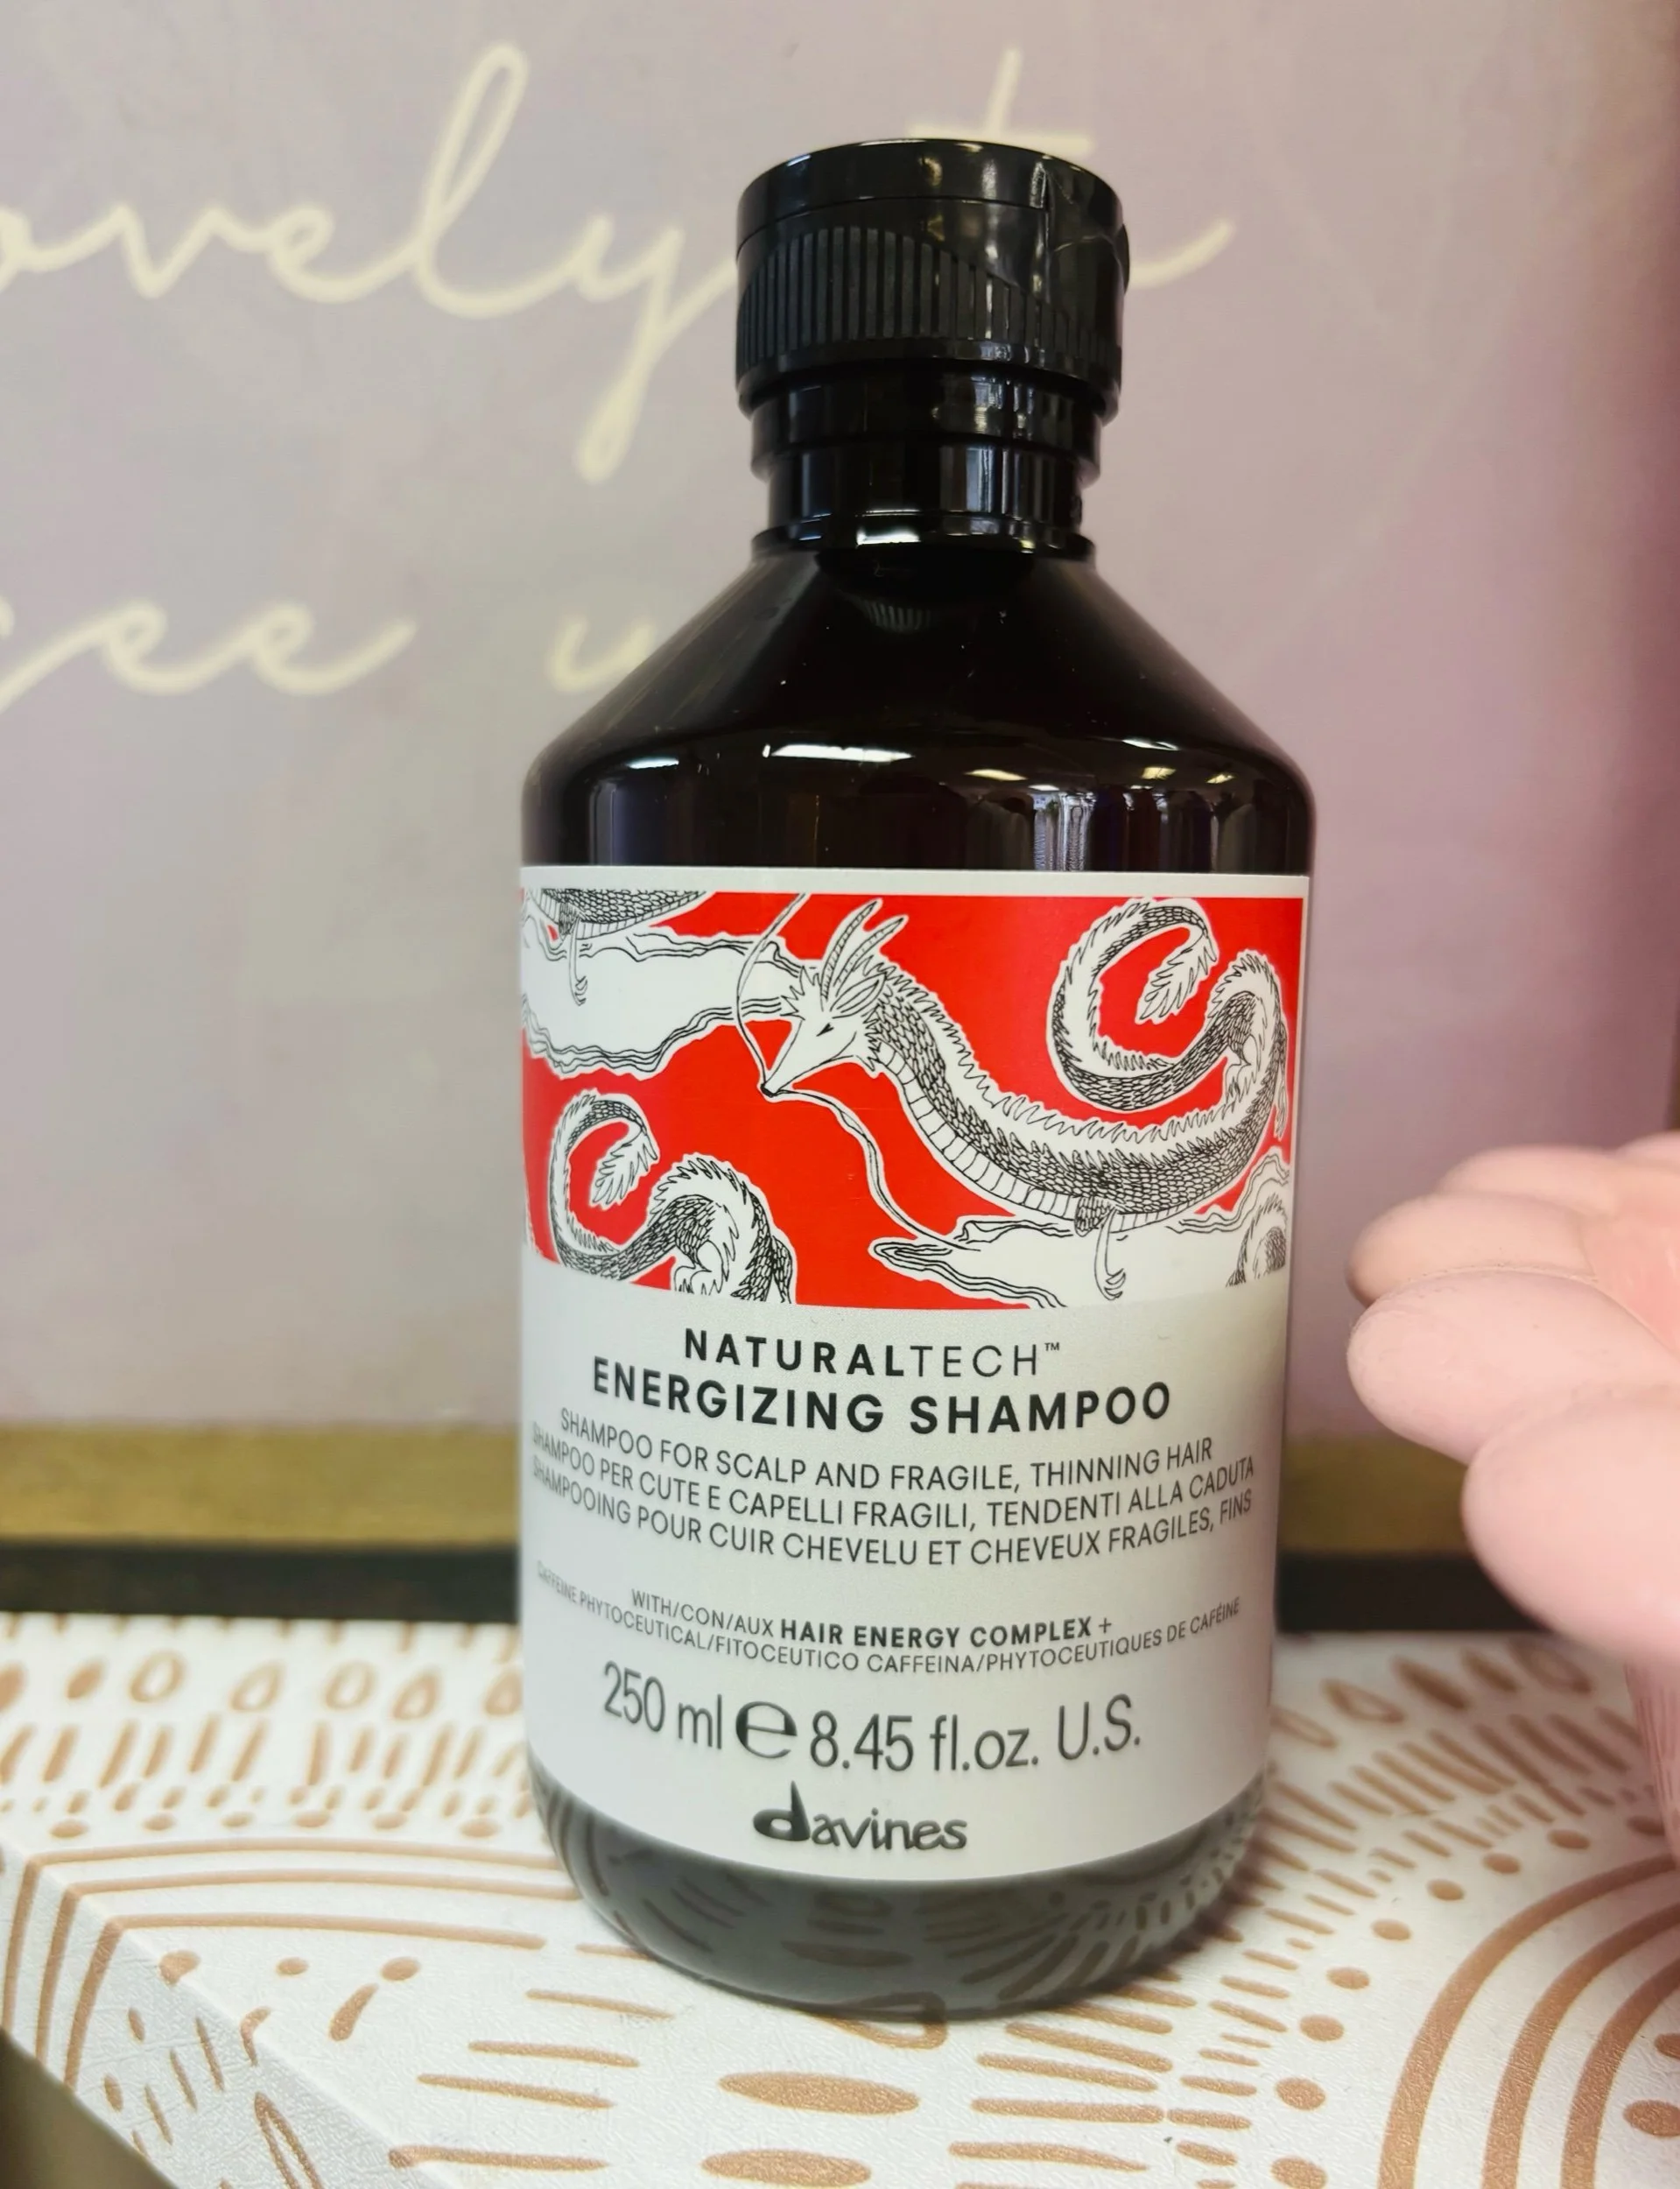 lovely t
see u
NATURALTECH™
ENERGIZING SHAMPOO
SHAMPOO FOR SCALP AND FRAGILE, THINNING HAIR
SHAMPOO PER CUTE E CAPELLI FRAGILI, TENDENTI ALLA CADUTA
SHAMPOOING POUR CUIR CHEVELU ET CHEVEUX FRAGILES, FINS
WITH/CON/AUX HAIR ENERGY COMPLEX +
CAFFEINE PHYTOCEUTICAL/FITOCEUTICO CAFFEINA/PHYTOCEUTIQUES DE CAFÉINE
250 ml e 8.45 fl.oz. U.S.
davines